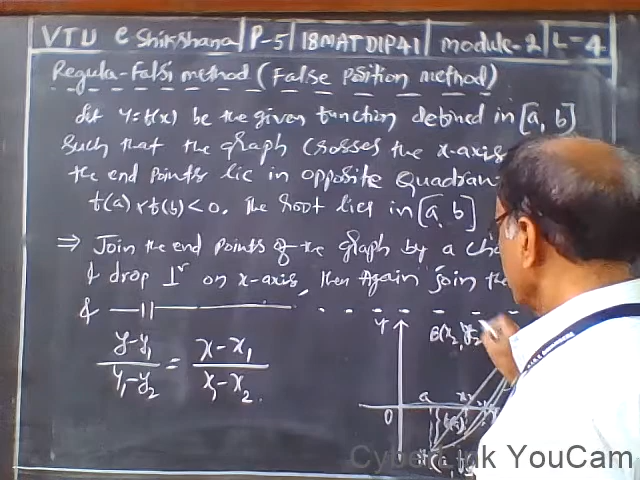 VTU e Shikshana | P-5 | 18MATDIP41 | module-2 | L-4
Regula-Falsi method (False position method)
Let y=f(x) be the given function defined in [a, b]
Such that the graph crosses the x-axis
the end points lie in opposite Quadran
f(a) x f(b) < 0. The root lies in [a, b]
⇒ Join the end points of the graph by a Cho
& drop ⊥r on x-axis, Then Again join the
& —||—
y-y1 / y1-y2 = x-x1 / x1-x2.
Y
B(x2, y2
a
0
CyberLink YouCam